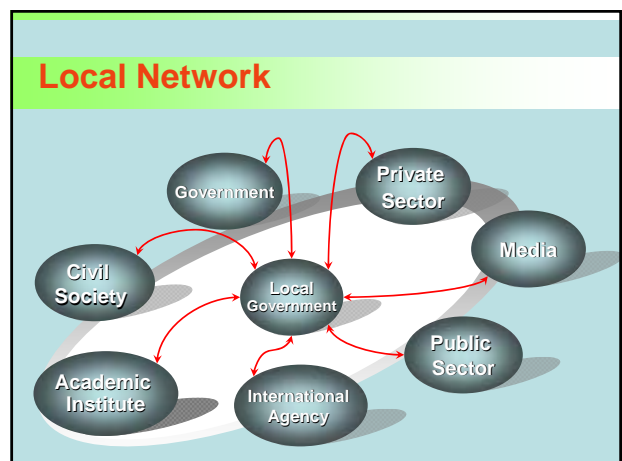 Local Network
Government
Private
Sector
Media
Civil
Society
Local
Government
Public
Sector
Academic
Institute
International
Agency